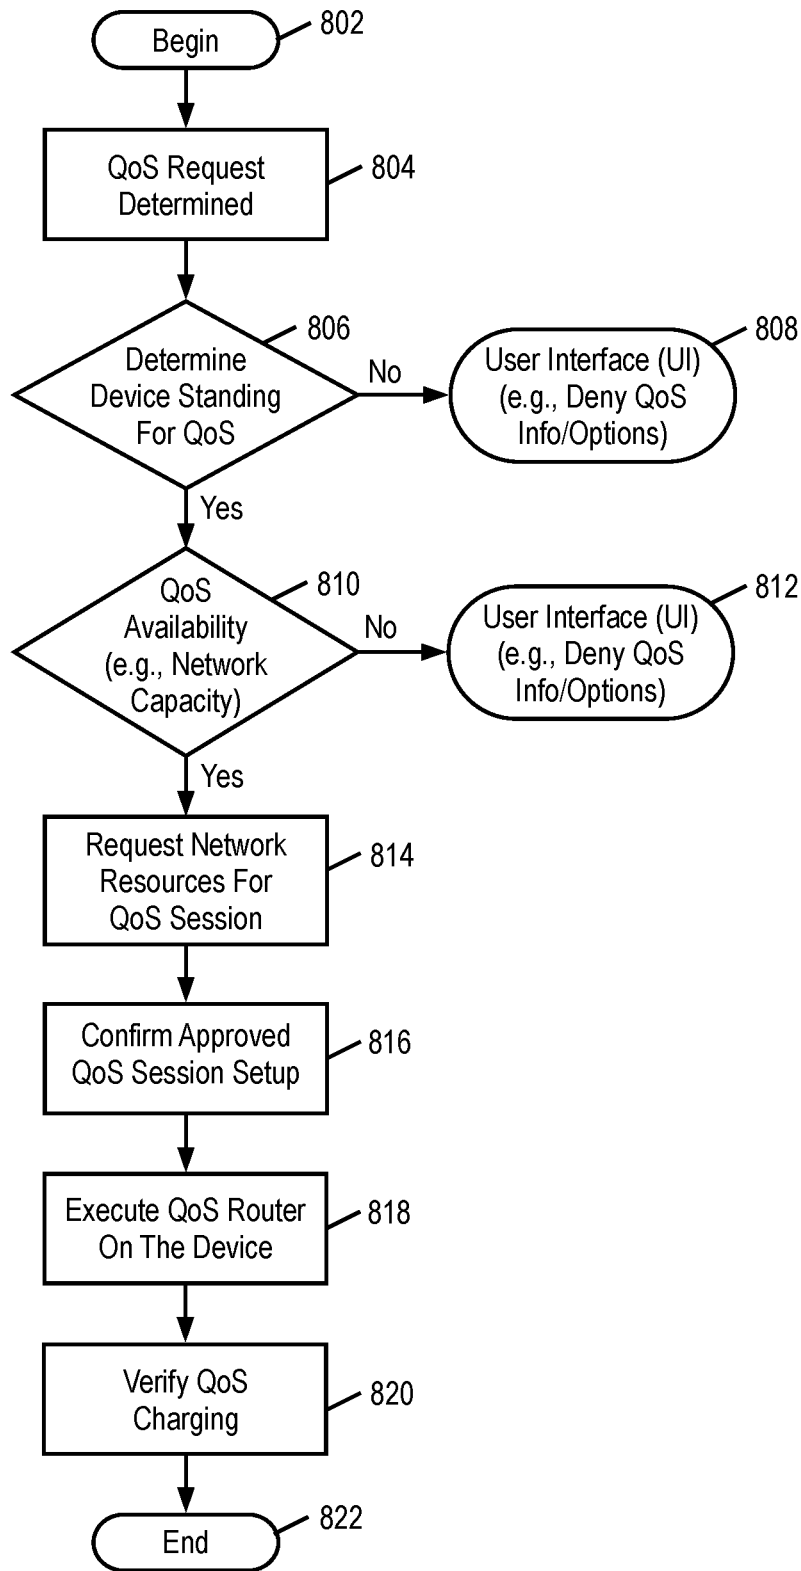 Begin
802
QoS Request
Determined
804
806
Determine
Device Standing
For QoS
No
808
User Interface (UI)
(e.g., Deny QoS
Info/Options)
Yes
810
QoS
Availability
(e.g., Network
Capacity)
No
812
User Interface (UI)
(e.g., Deny QoS
Info/Options)
Yes
Request Network
Resources For
QoS Session
814
Confirm Approved
QoS Session Setup
816
Execute QoS Router
On The Device
818
Verify QoS
Charging
820
End
822